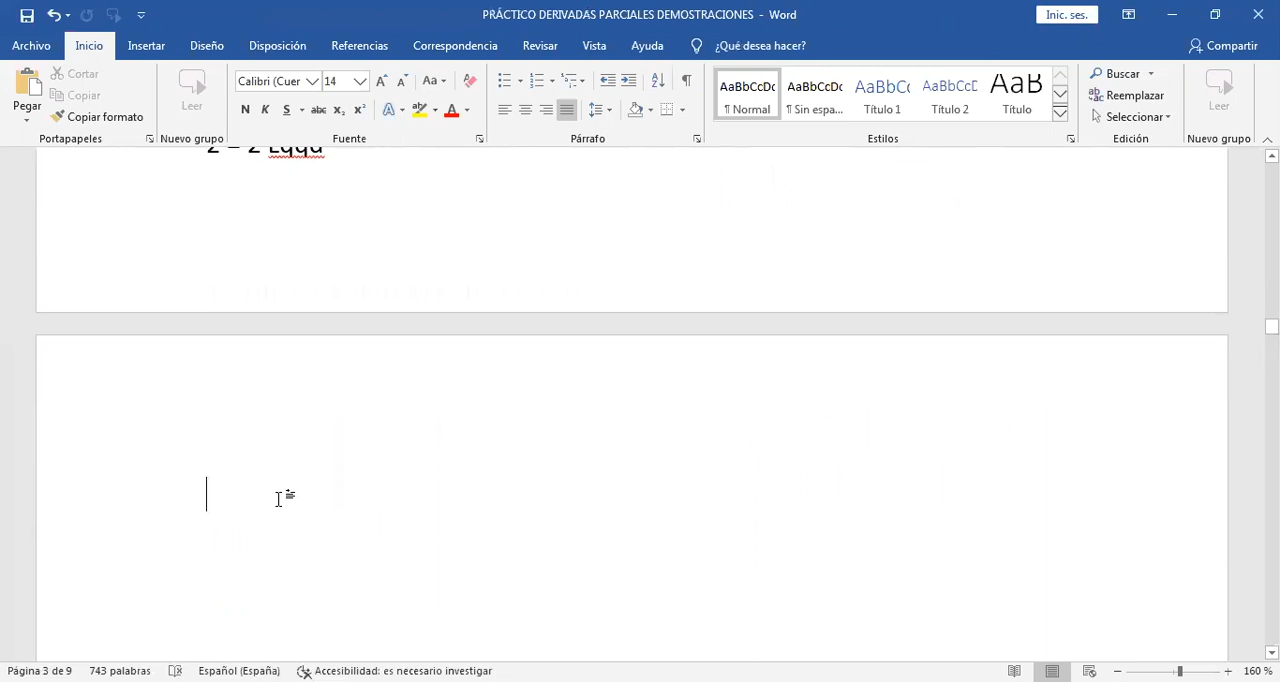 PRÁCTICO DERIVADAS PARCIALES DEMOSTRACIONES - Word
Inic. ses.
Archivo Inicio Insertar Diseño Disposición Referencias Correspondencia Revisar Vista Ayuda ¿Qué desea hacer? Compartir
Pegar
Cortar
Copiar
Copiar formato
Portapapeles
Leer
Nuevo grupo
Calibri (Cuer 14
Aa
N K S abc x₂ x² A A
Fuente
Párrafo
AaBbCcDc AaBbCcDc AaBbCc AaBbCcD AaB
¶ Normal ¶ Sin espa... Título 1 Título 2 Título
Estilos
Buscar
Reemplazar
Seleccionar
Edición
Leer
Nuevo grupo
2 = 2 Lqqd
Página 3 de 9 743 palabras Español (España) Accesibilidad: es necesario investigar 160 %